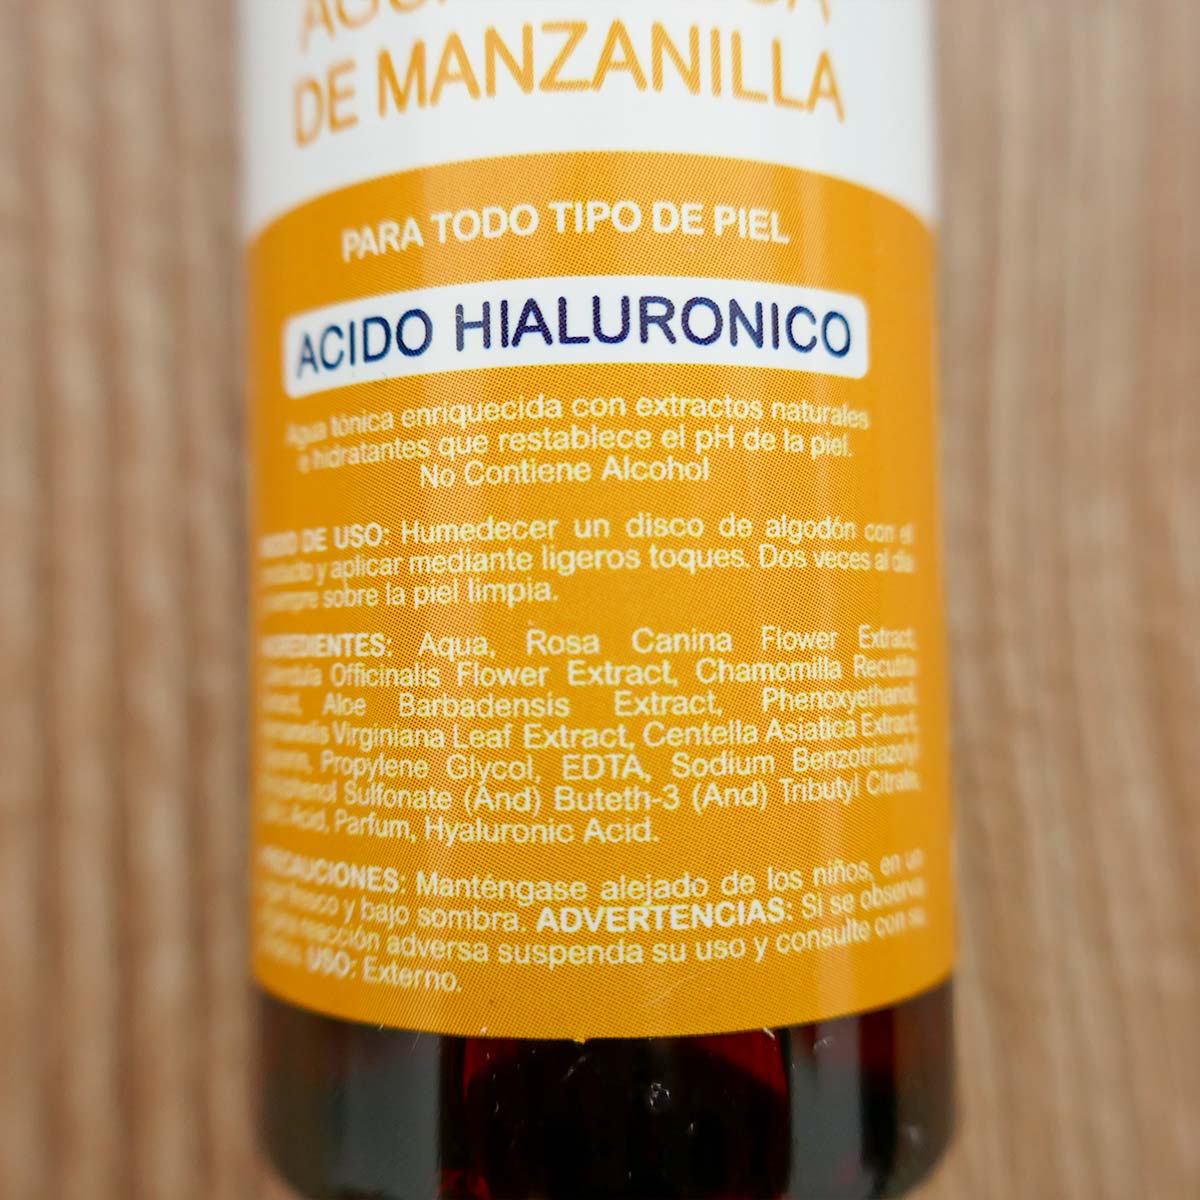 DE MANZANILLA
PARA TODO TIPO DE PIEL
ACIDO HIALURONICO
Agua tónica enriquecida con extractos naturales
e hidratantes que restablece el pH de la piel.
No Contiene Alcohol
DE USO: Humedecer un disco de algodón con el
y aplicar mediante ligeros toques. Dos veces al día
sobre la piel limpia.
INGREDIENTES: Aqua, Rosa Canina Flower Extract,
Officinalis Flower Extract, Chamomilla Recutita
Aloe Barbadensis Extract, Phenoxyethanol,
Virginiana Leaf Extract, Centella Asiatica Extract,
Propylene Glycol, EDTA, Sodium Benzotriazolyl
Sulfonate (And) Buteth-3 (And) Tributyl Citrate,
Acid, Parfum, Hyaluronic Acid.
PRECAUCIONES: Manténgase alejado de los niños, en un
fresco y bajo sombra. ADVERTENCIAS: Si se observa
reacción adversa suspenda su uso y consulte con su
USO: Externo.